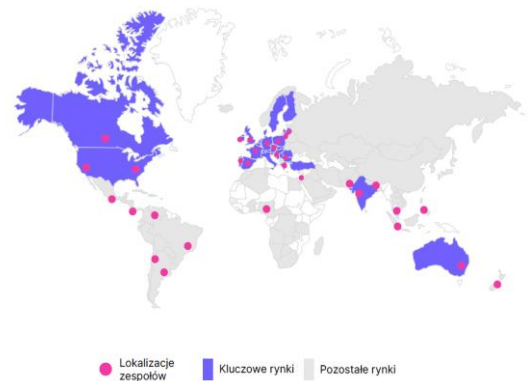 Lokalizacje
zespołów
Kluczowe rynki
Pozostałe rynki